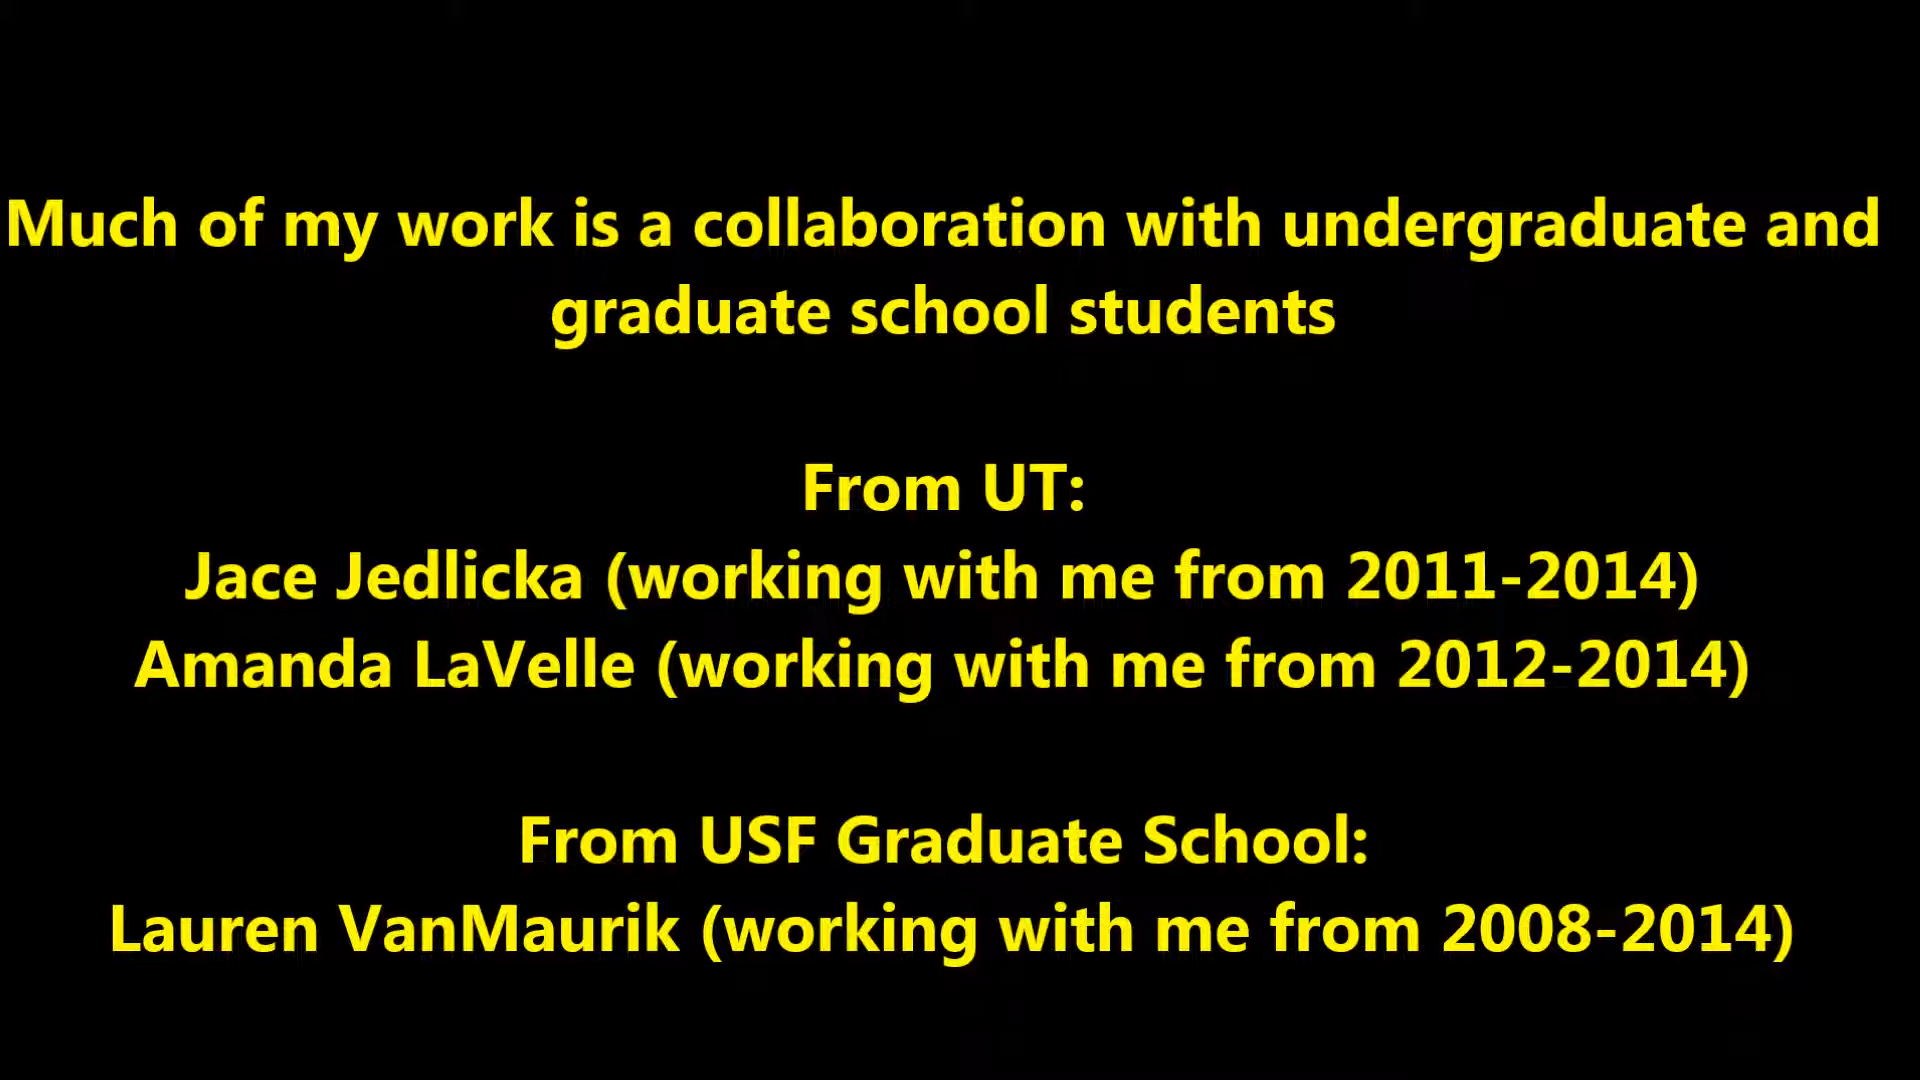 Much of my work is a collaboration with undergraduate and
graduate school students
From UT:
Jace Jedlicka (working with me from 2011-2014)
Amanda LaVelle (working with me from 2012-2014)
From USF Graduate School:
Lauren VanMaurik (working with me from 2008-2014)